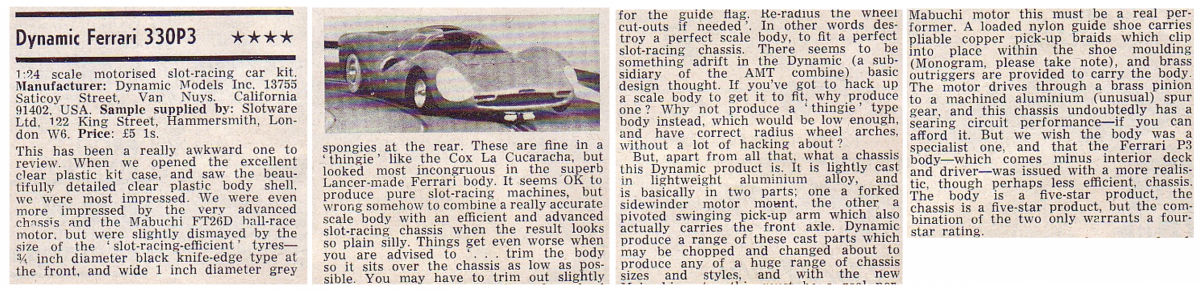 Dynamic Ferrari 330P3 ★★★★
1:24 scale motorised slot-racing car kit.
Manufacturer: Dynamic Models Inc, 13755
Saticoy Street, Van Nuys. California
91402, USA. Sample supplied by: Slotware
Ltd, 122 King Street, Hammersmith, Lon-
don W6. Price: £5 1s.
This has been a really awkward one to
review. When we opened the excellent
clear plastic kit case, and saw the beau-
tifully detailed clear plastic body shell,
we were most impressed. We were even
more impressed by the very advanced
chassis and the Mabuchi FT26D hall-race
motor, but were slightly dismayed by the
size of the 'slot-racing-efficient' tyres—
¾ inch diameter black knife-edge type at
the front, and wide 1 inch diameter grey
spongies at the rear. These are fine in a
'thingie' like the Cox La Cucaracha, but
looked most incongruous in the superb
Lancer-made Ferrari body. It seems OK to
produce pure slot-racing machines, but
wrong somehow to combine a really accurate
scale body with an efficient and advanced
slot-racing chassis when the result looks
so plain silly. Things get even worse when
you are advised to '. . . trim the body
so it sits over the chassis as low as pos-
sible. You may have to trim out slightly
for the guide flag. Re-radius the wheel
cut-outs if needed'. In other words des-
troy a perfect scale body, to fit a perfect
slot-racing chassis. There seems to be
something adrift in the Dynamic (a sub-
sidiary of the AMT combine) basic
design thought. If you've got to hack up
a scale body to get it to fit, why produce
one? Why not produce a 'thingie' type
body instead, which would be low enough,
and have correct radius wheel arches,
without a lot of hacking about?
But, apart from all that, what a chassis
this Dynamic product is. It is lightly cast
in lightweight aluminium alloy, and
is basically in two parts; one a forked
sidewinder motor mount, the other a
pivoted swinging pick-up arm which also
actually carries the front axle. Dynamic
produce a range of these cast parts which
may be chopped and changed about to
produce any of a huge range of chassis
sizes and styles, and with the new
Mabuchi motor this must be a real per-
former. A loaded nylon guide shoe carries
pliable copper pick-up braids which clip
into place within the shoe moulding
(Monogram, please take note), and brass
outriggers are provided to carry the body.
The motor drives through a brass pinion
to a machined aluminium (unusual) spur
gear, and this chassis undoubtedly has a
searing circuit performance—if you can
afford it. But we wish the body was a
specialist one, and that the Ferrari P3
body—which comes minus interior deck
and driver—was issued with a more realis-
tic, though perhaps less efficient, chassis.
The body is a five-star product, the
chassis is a five-star product, but the com
bination of the two only warrants a four-
star rating.